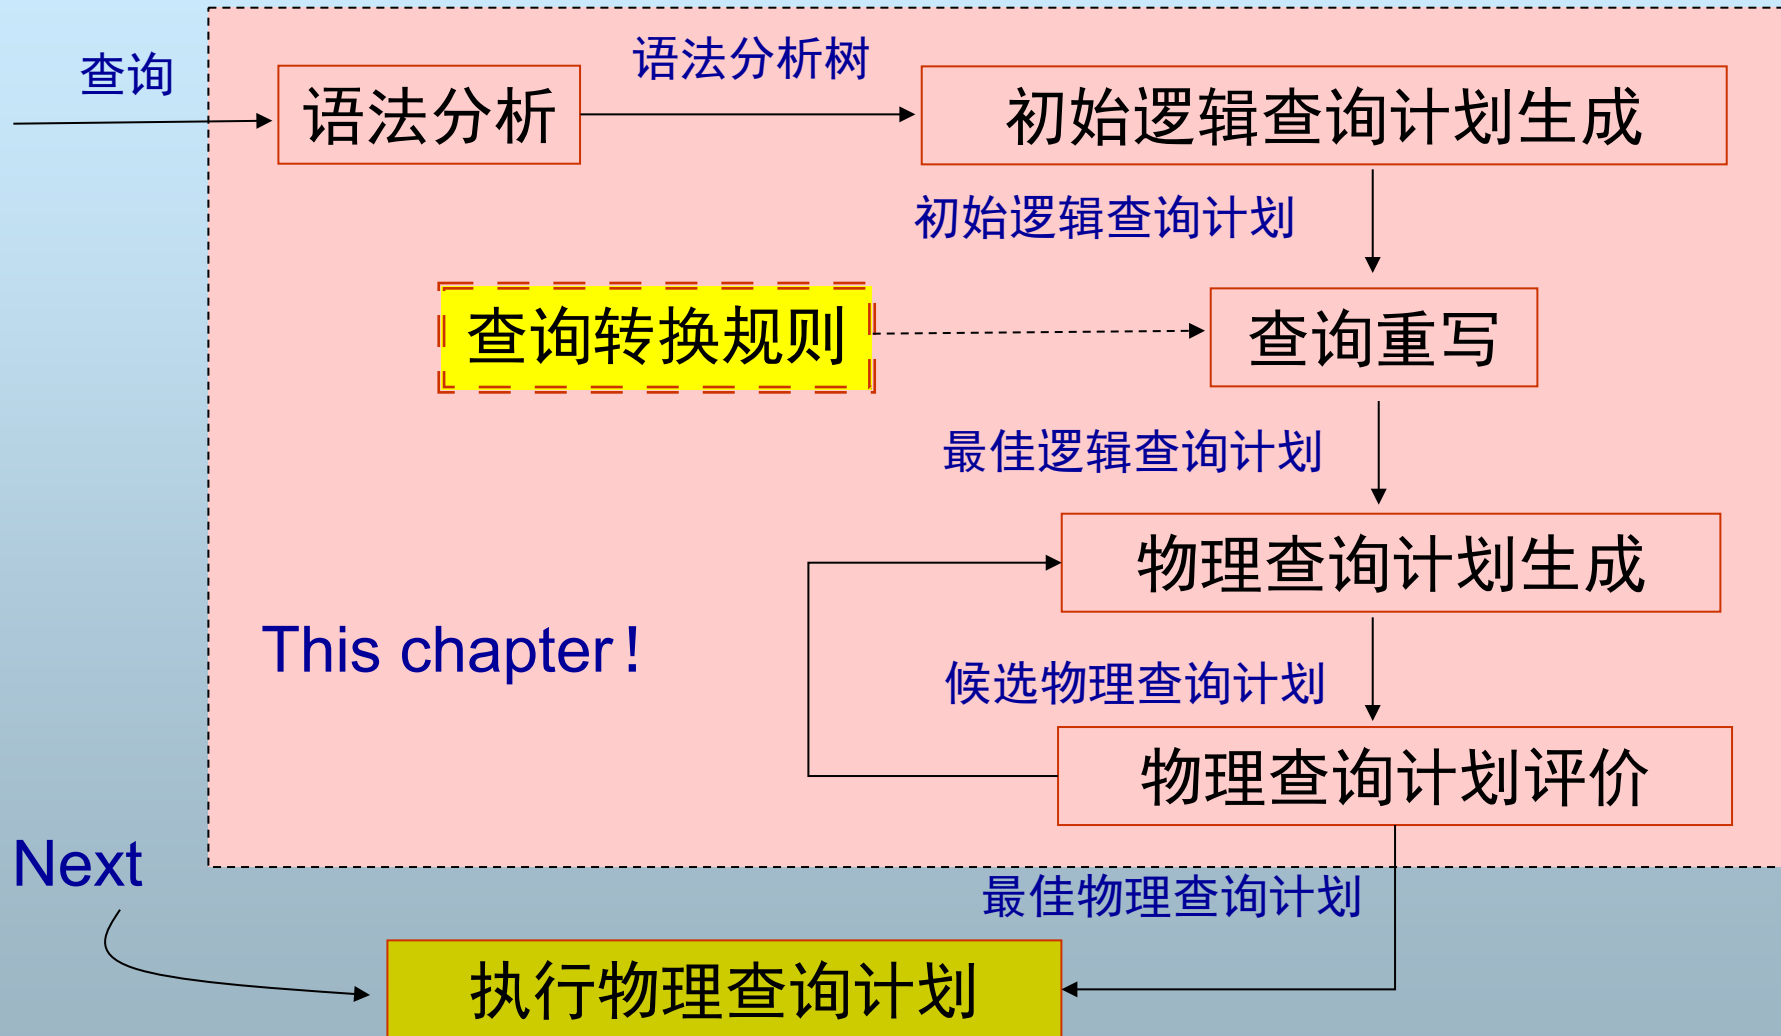 查询
语法分析树
语法分析
初始逻辑查询计划生成
初始逻辑查询计划
查询转换规则
查询重写
最佳逻辑查询计划
物理查询计划生成
This chapter！
候选物理查询计划
物理查询计划评价
Next
最佳物理查询计划
执行物理查询计划